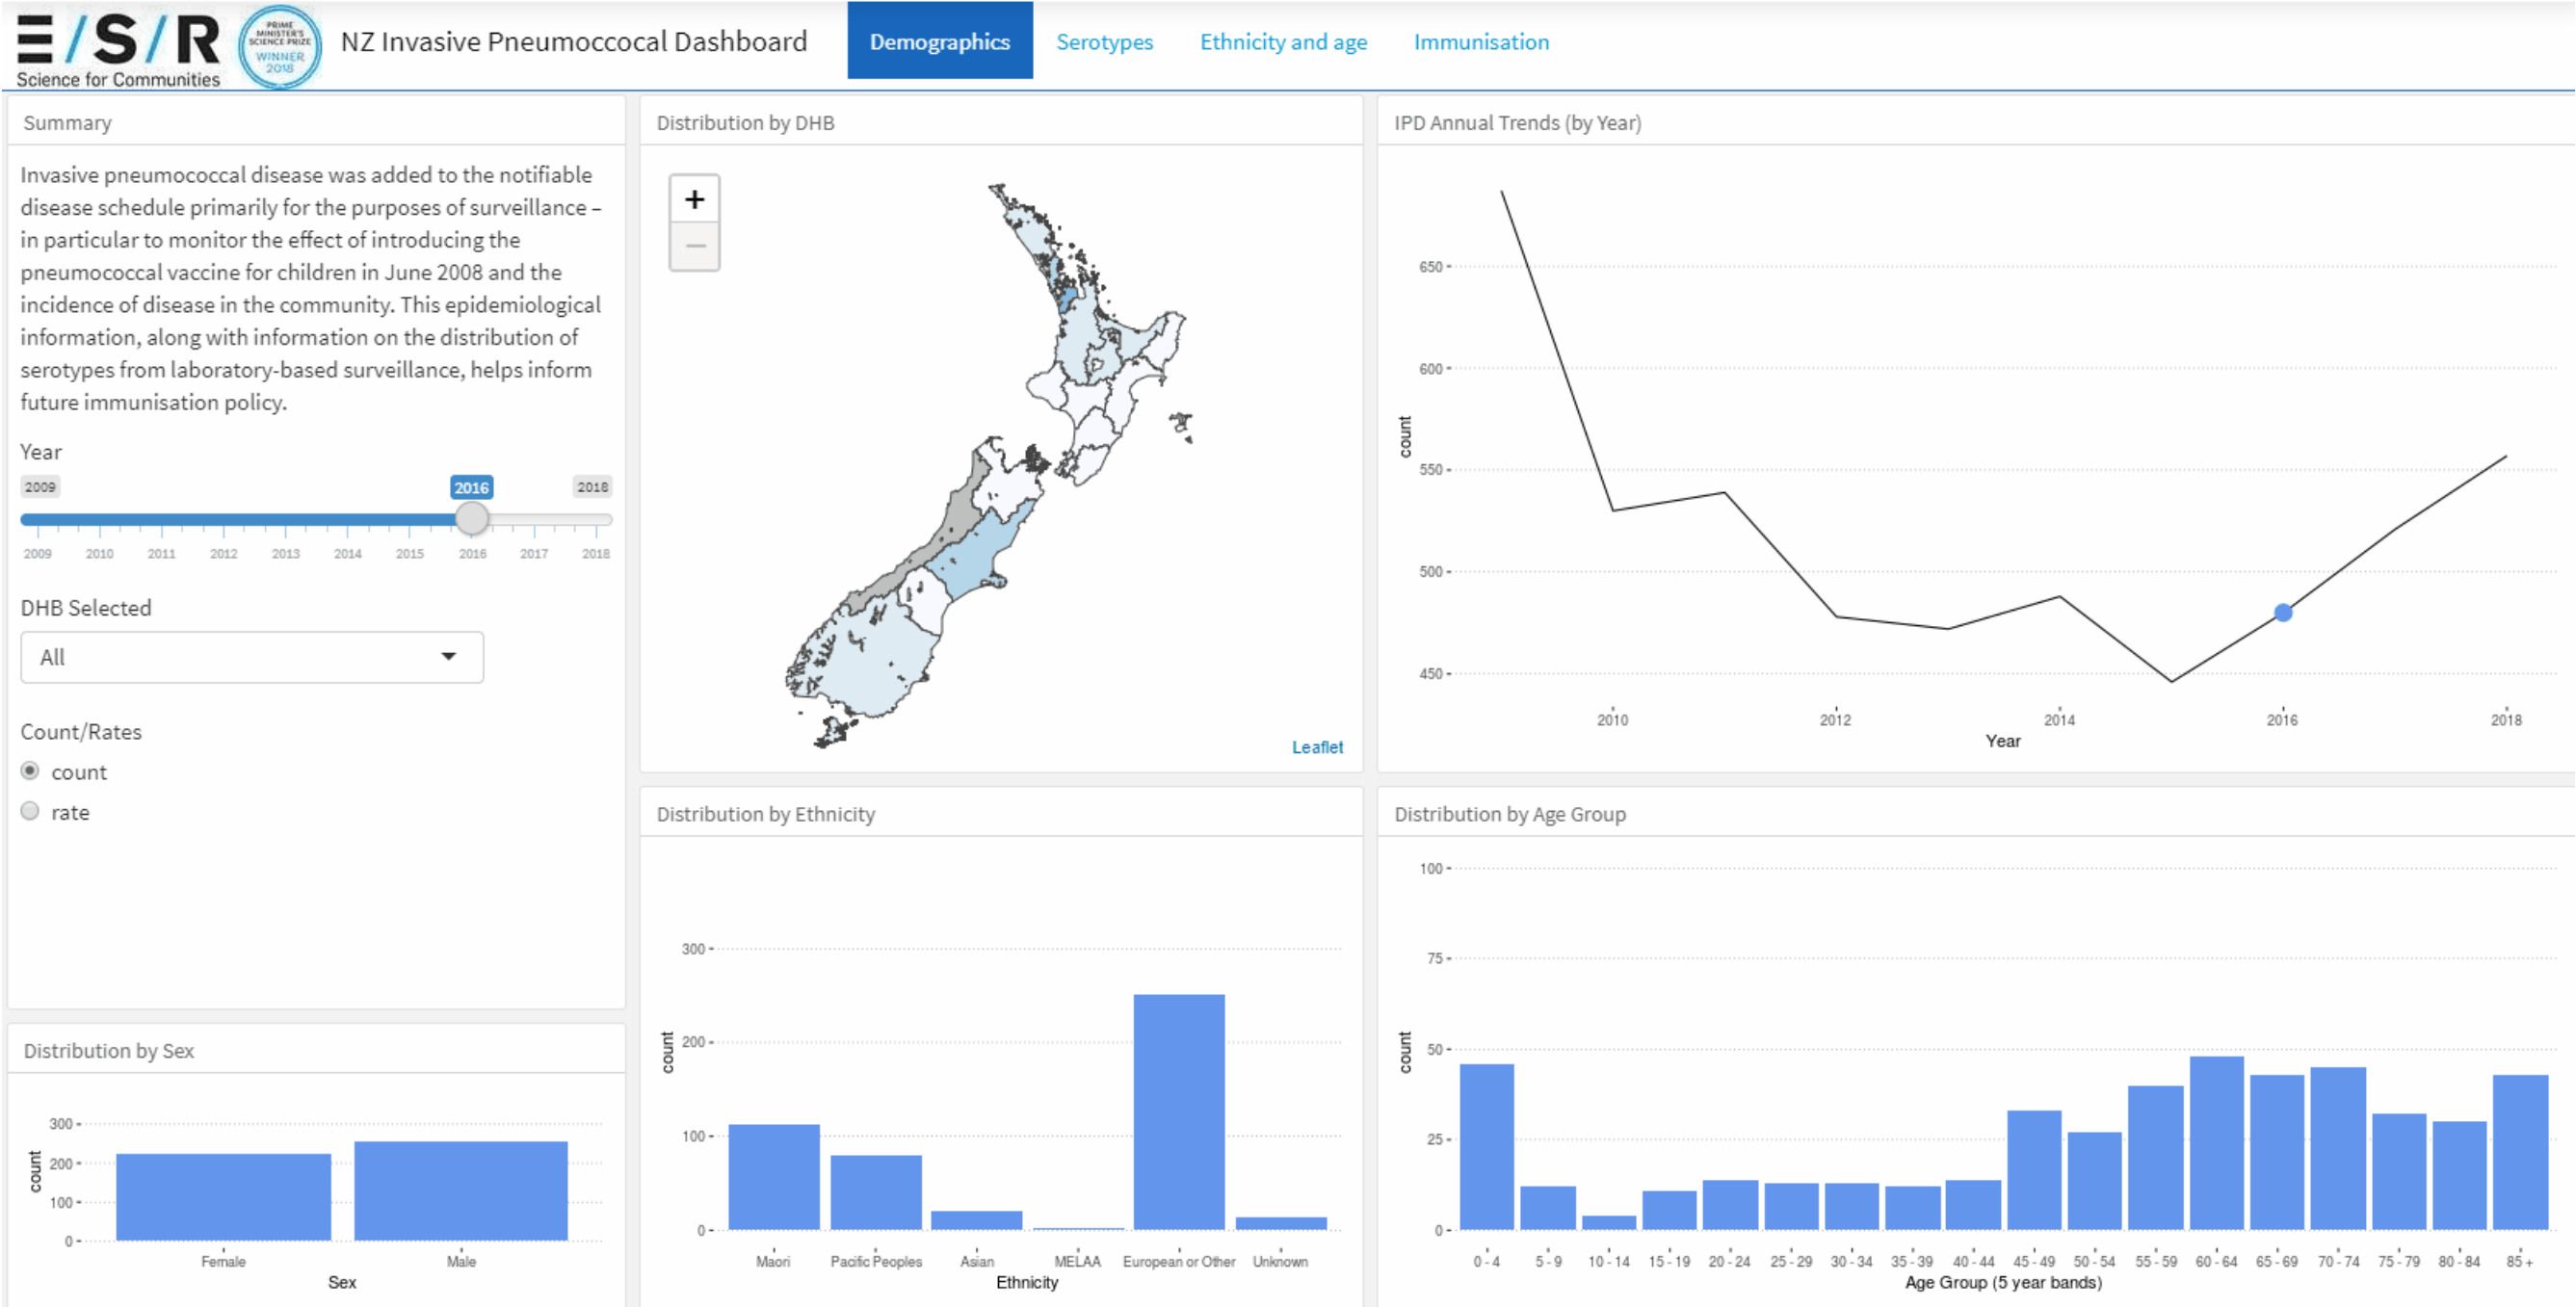 E/S/R
Science for Communities
PRIME
MINISTER'S
SCIENCE PRIZE
WINNER
2018
NZ Invasive Pneumoccocal Dashboard
Demographics
Serotypes
Ethnicity and age
Immunisation
Summary
Invasive pneumococcal disease was added to the notifiable
disease schedule primarily for the purposes of surveillance –
in particular to monitor the effect of introducing the
pneumococcal vaccine for children in June 2008 and the
incidence of disease in the community. This epidemiological
information, along with information on the distribution of
serotypes from laboratory-based surveillance, helps inform
future immunisation policy.
Year
2009
2016
2018
2009 2010 2011 2012 2013 2014 2015 2016 2017 2018
DHB Selected
All
Count/Rates
count
rate
Distribution by Sex
count
300
200
100
0
Female Male
Sex
Distribution by DHB
+
−
Leaflet
IPD Annual Trends (by Year)
count
650
600
550
500
450
2010 2012 2014 2016 2018
Year
Distribution by Ethnicity
count
300
200
100
0
Maori Pacific Peoples Asian MELAA European or Other Unknown
Ethnicity
Distribution by Age Group
count
100
75
50
25
0
0 - 4 5 - 9 10 - 14 15 - 19 20 - 24 25 - 29 30 - 34 35 - 39 40 - 44 45 - 49 50 - 54 55 - 59 60 - 64 65 - 69 70 - 74 75 - 79 80 - 84 85 +
Age Group (5 year bands)